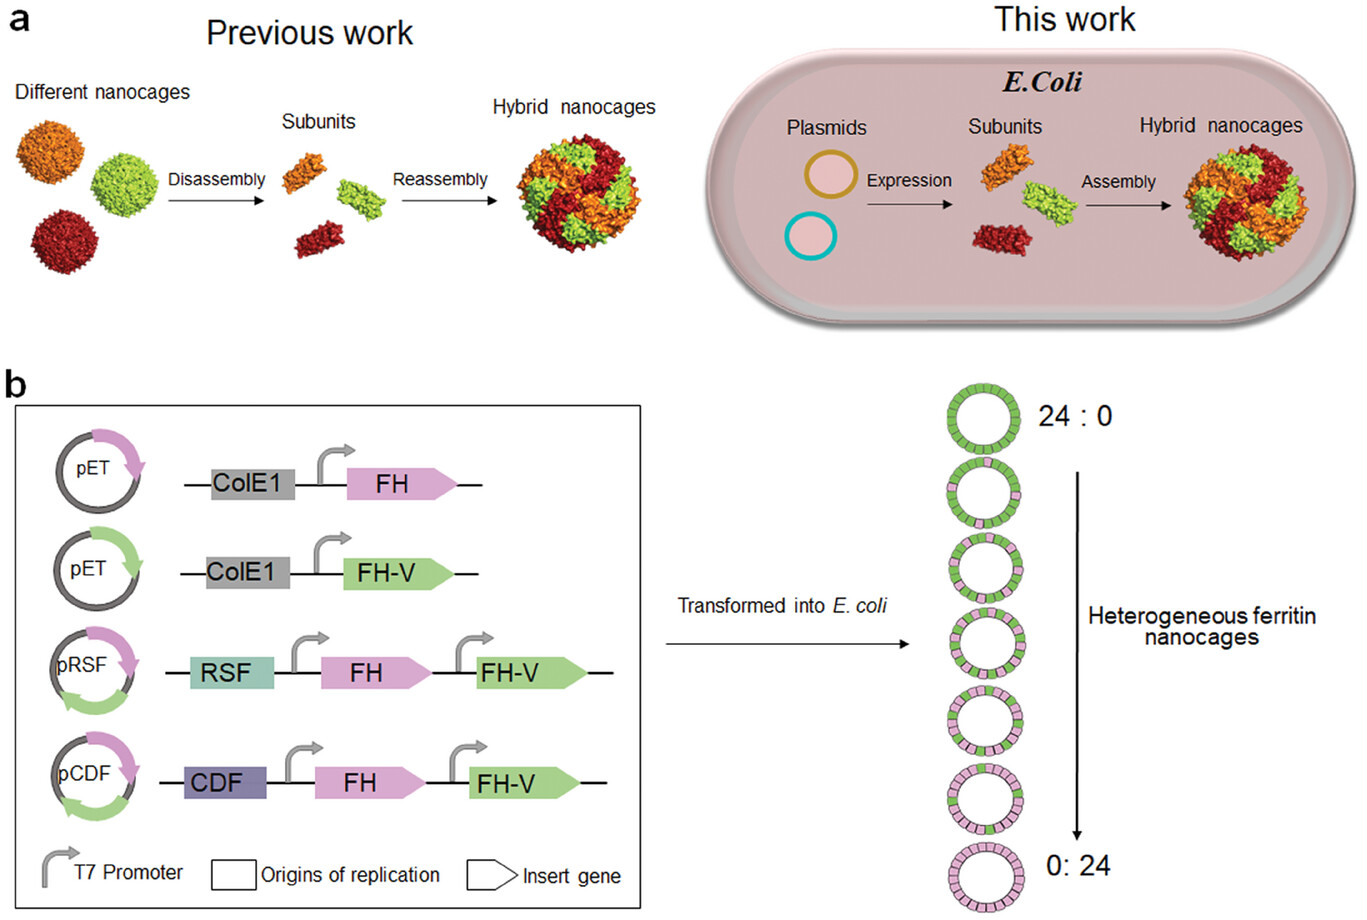 a
Previous work
This work
Different nanocages
Subunits
Hybrid nanocages
Disassembly
Reassembly
E.Coli
Plasmids
Subunits
Hybrid nanocages
Expression
Assembly
b
pET
ColE1
FH
pET
ColE1
FH-V
pRSF
RSF
FH
FH-V
pCDF
CDF
FH
FH-V
T7 Promoter
Origins of replication
Insert gene
Transformed into E. coli
24 : 0
Heterogeneous ferritin
nanocages
0: 24